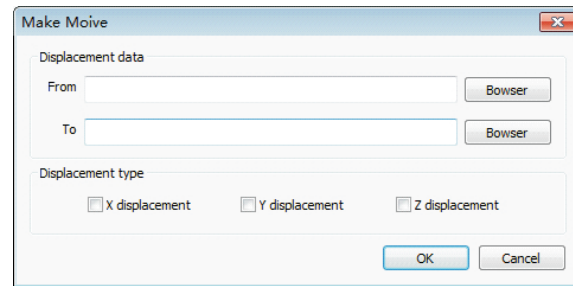 Make Moive
Displacement data
From Bowser
To Bowser
Displacement type
X displacement Y displacement Z displacement
OK Cancel